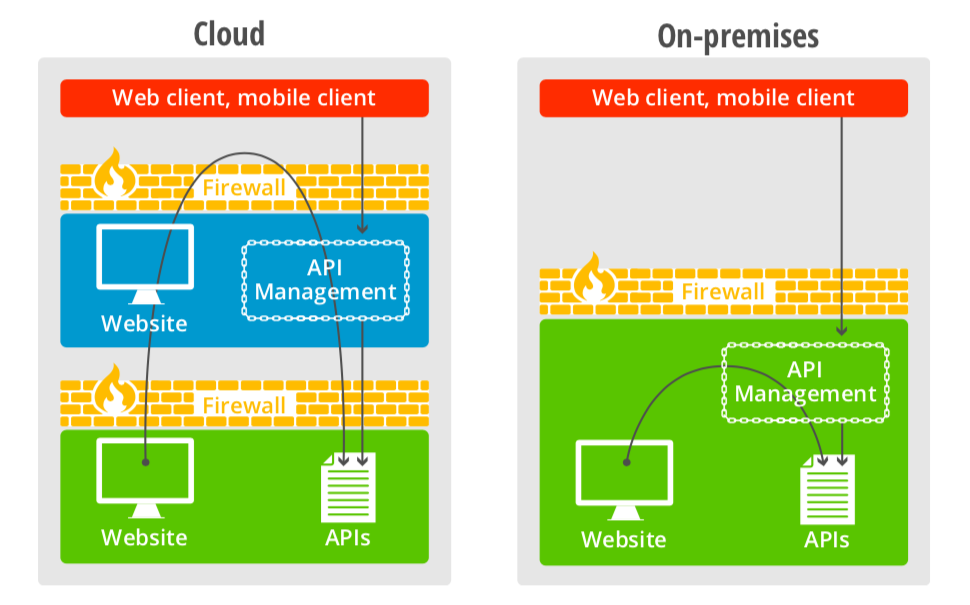 Cloud
Web client, mobile client
Firewall
API
Management
Website
Firewall
Website
APIs
On-premises
Web client, mobile client
Firewall
API
Management
Website
APIs